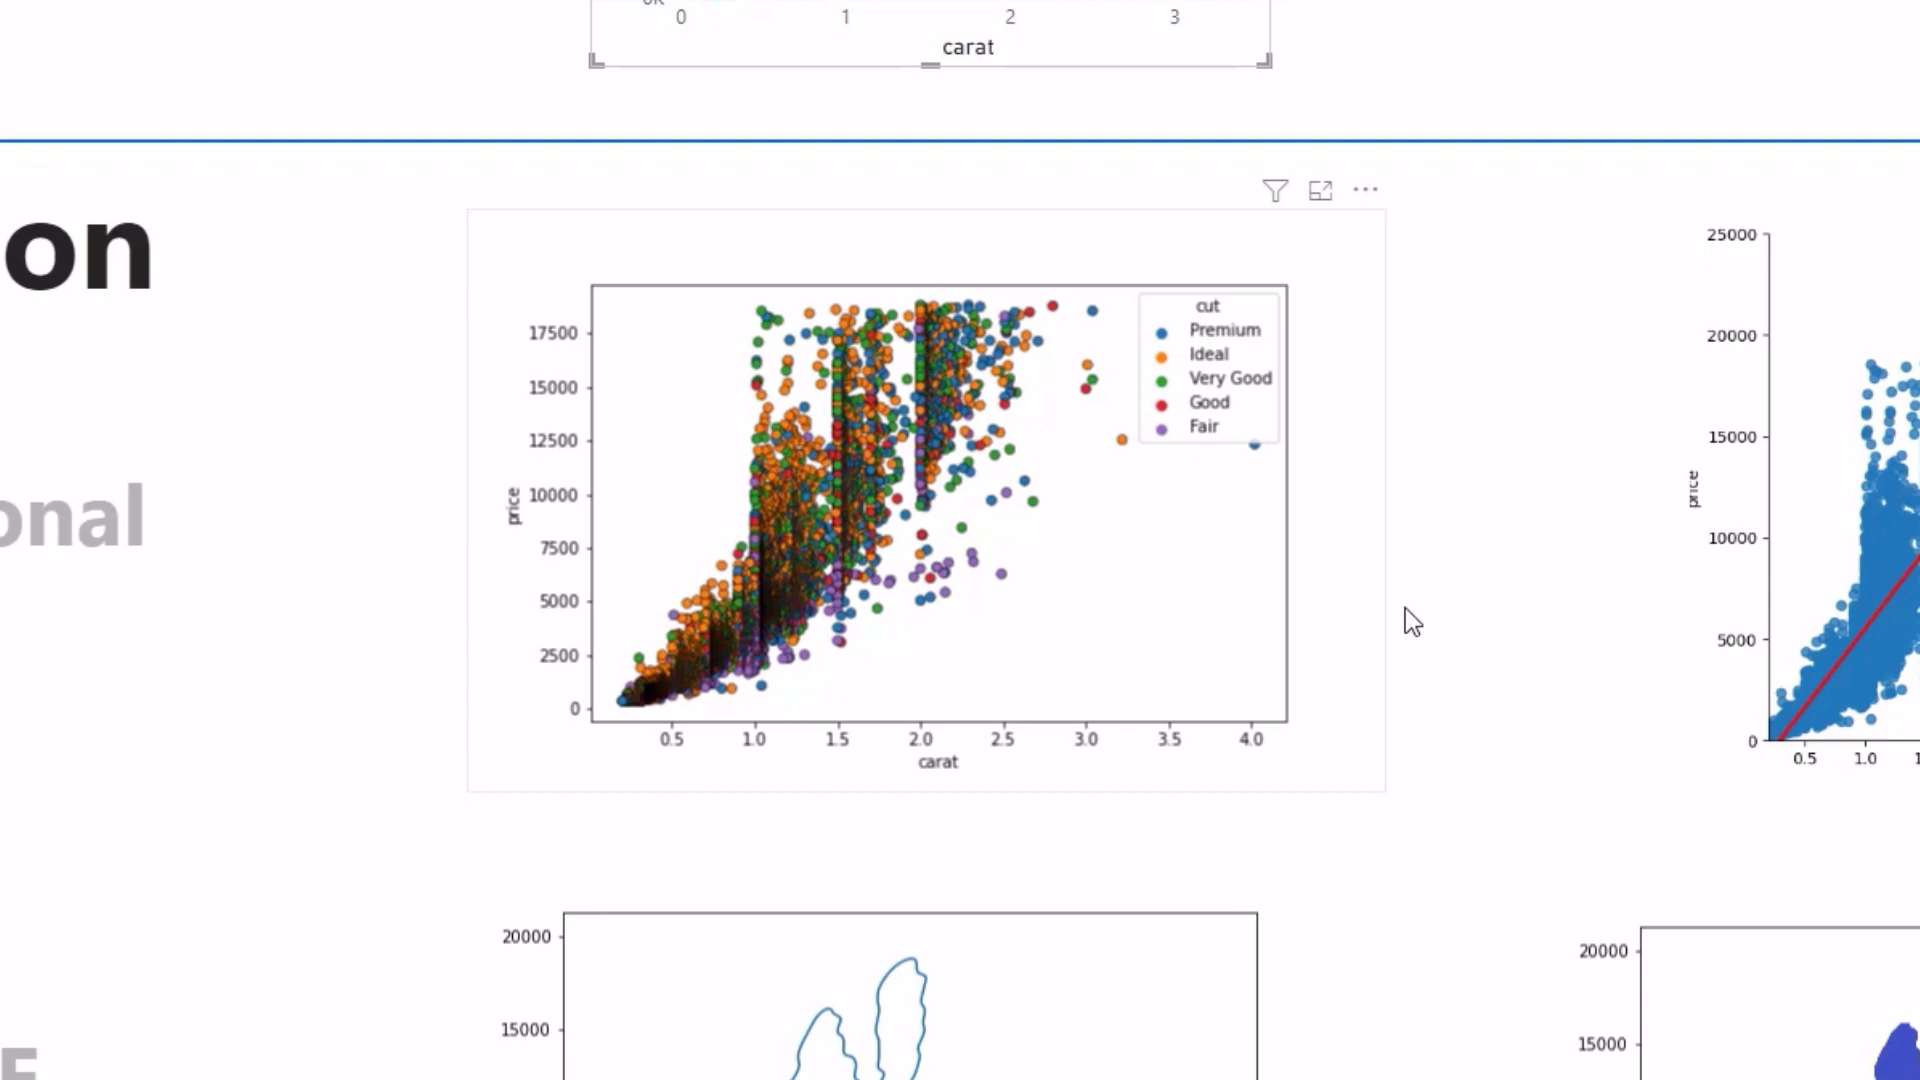 0 1 2 3
carat
on
onal
E
17500
15000
12500
10000
7500
5000
2500
0
price
0.5 1.0 1.5 2.0 2.5 3.0 3.5 4.0
carat
cut
Premium
Ideal
Very Good
Good
Fair
25000
20000
15000
10000
5000
0
price
0.5 1.0 1
20000
15000
20000
15000